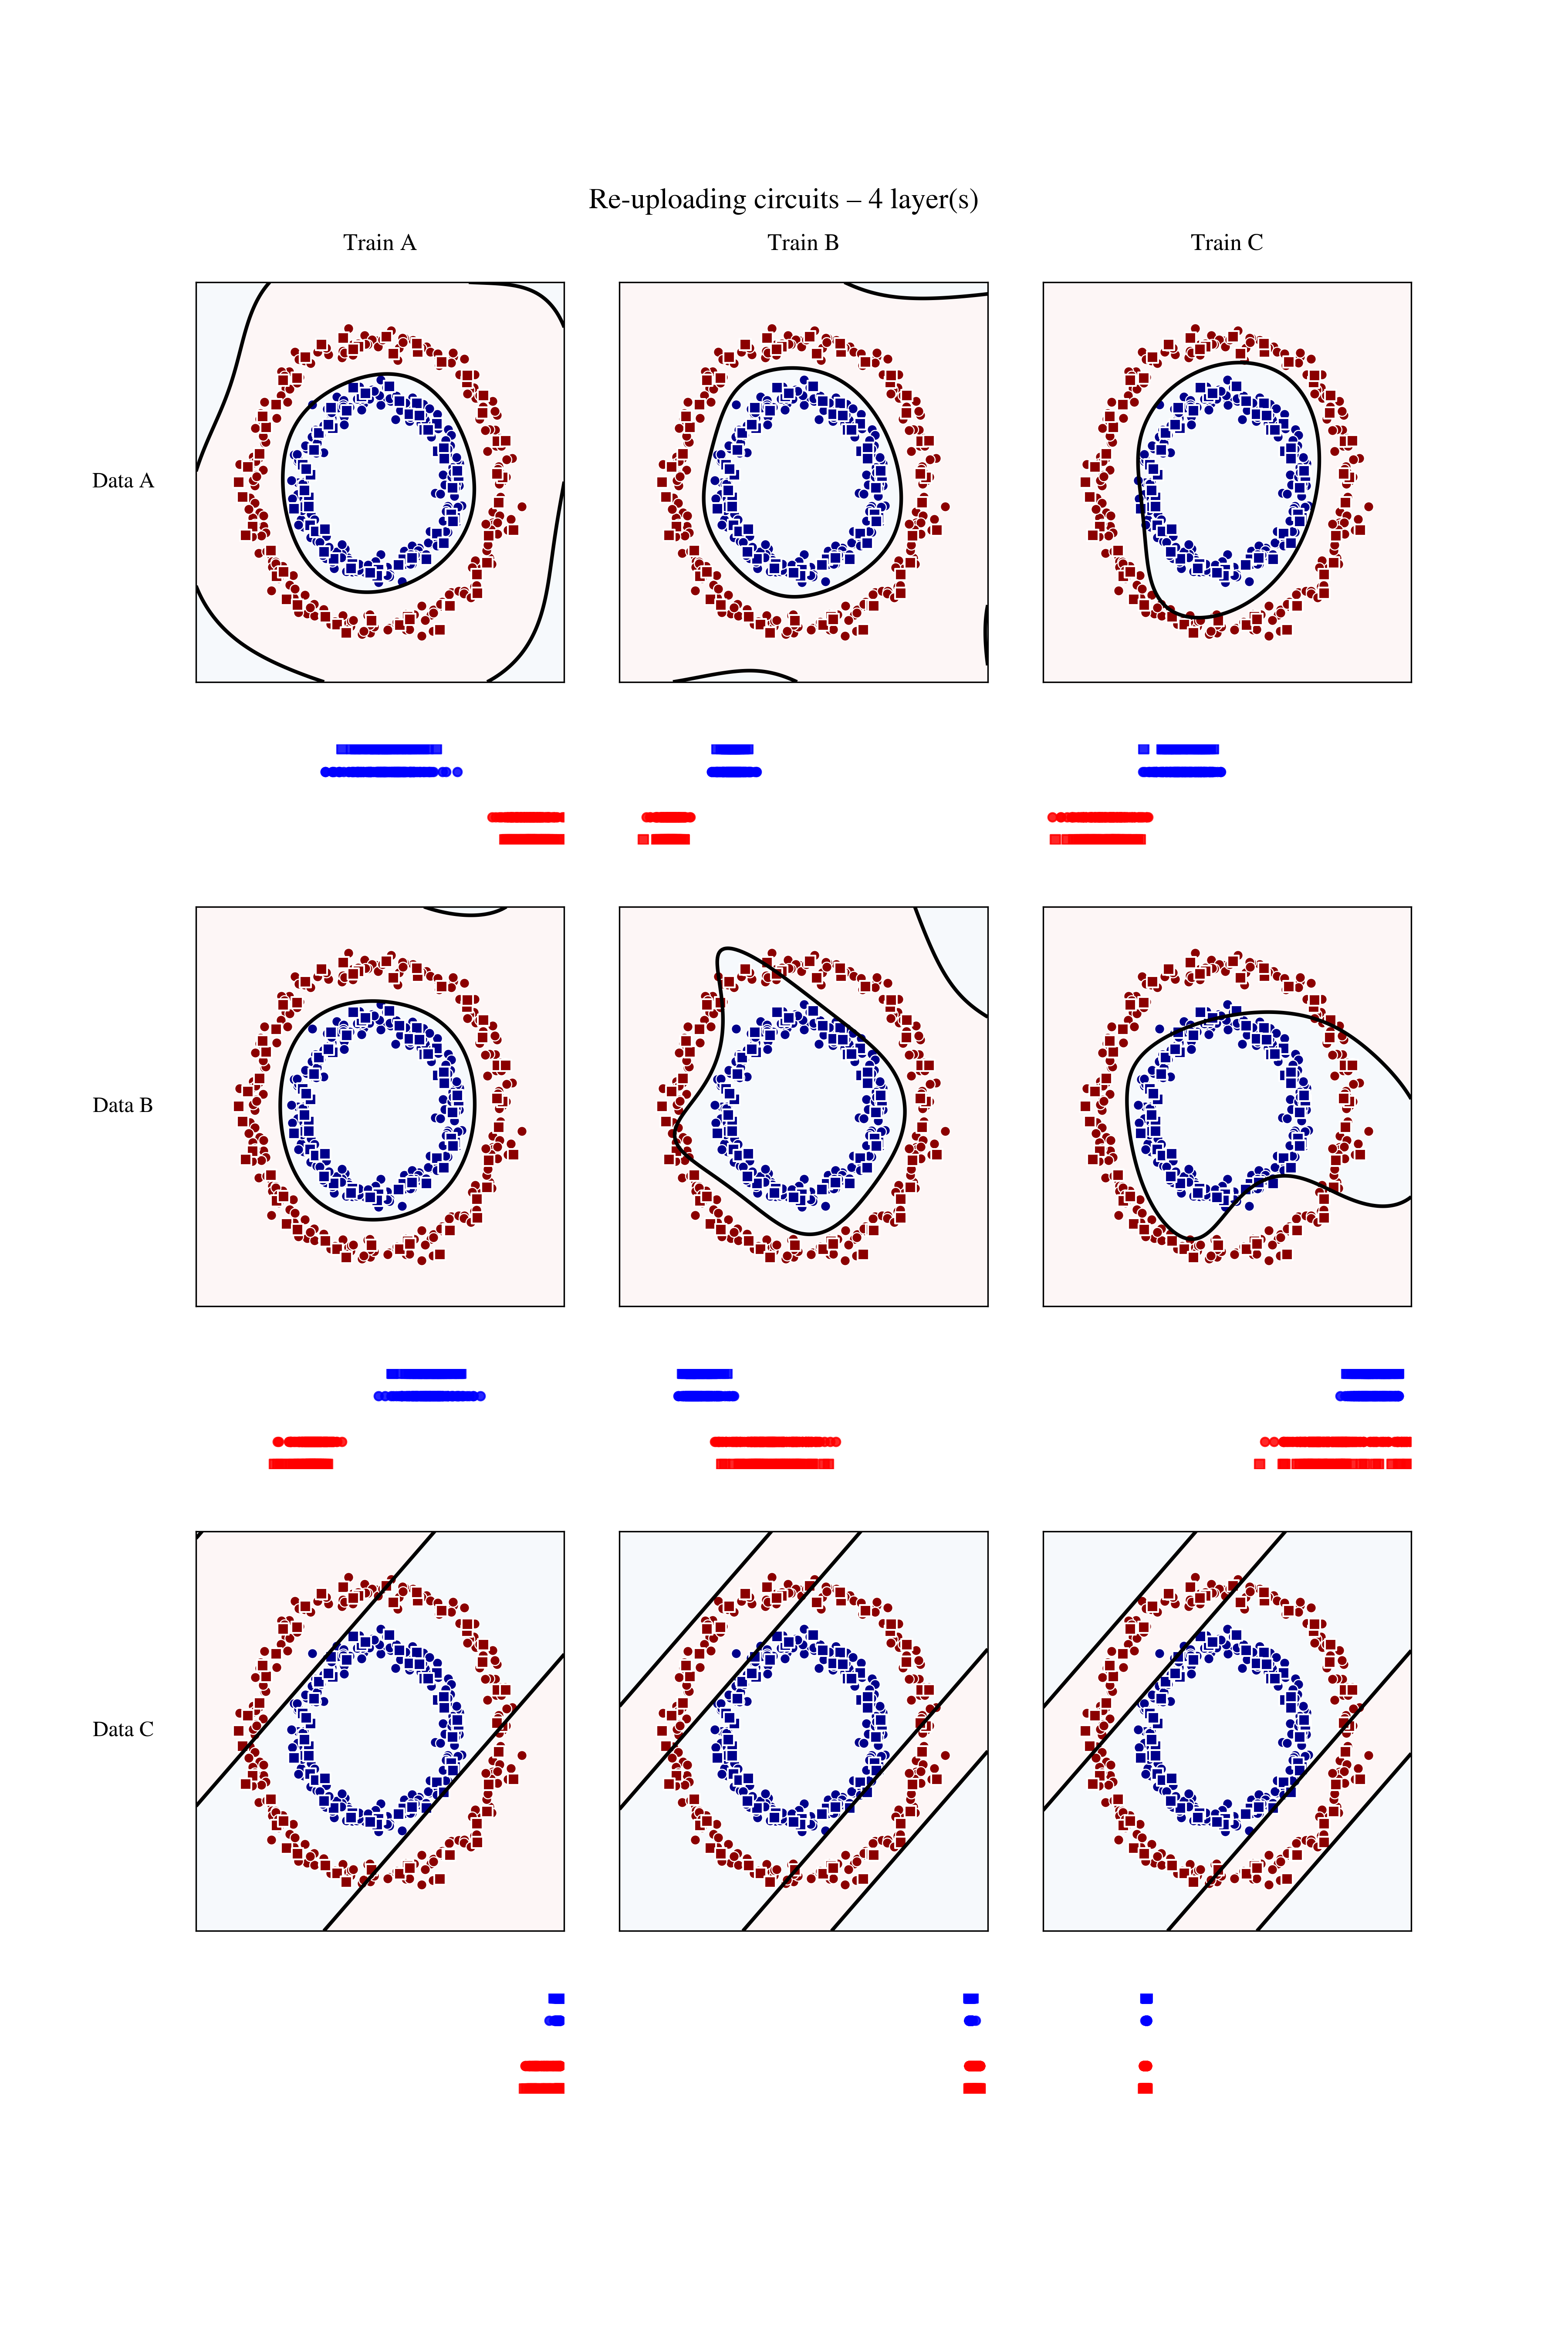 Re-uploading circuits – 4 layer(s)
Train A
Train B
Train C
Data A
Data B
Data C